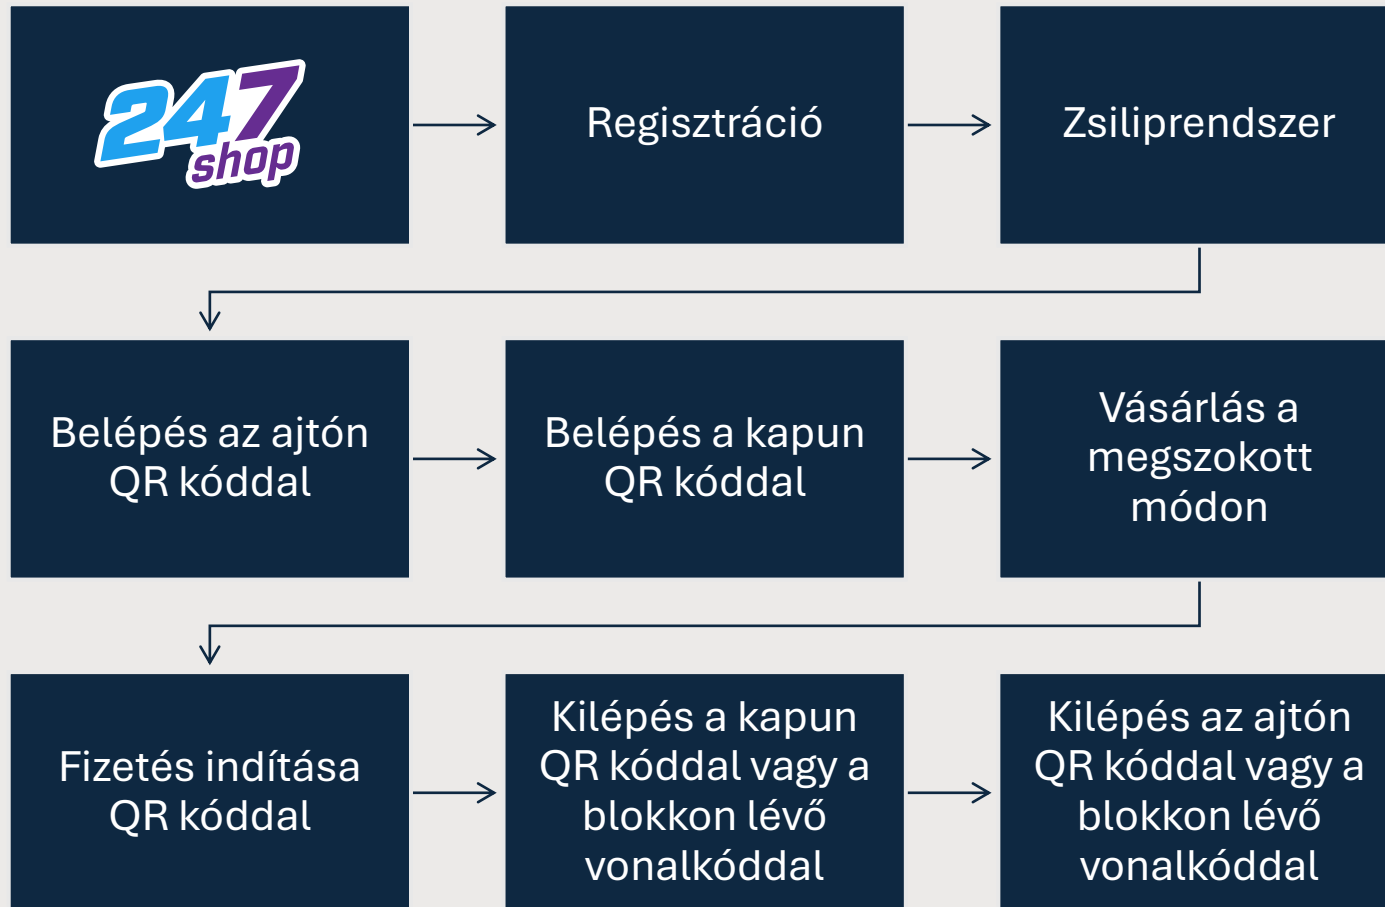 247
shop
Regisztráció
Zsiliprendszer
Belépés az ajtón
QR kóddal
Belépés a kapun
QR kóddal
Vásárlás a
megszokott
módon
Fizetés indítása
QR kóddal
Kilépés a kapun
QR kóddal vagy a
blokkon lévő
vonalkóddal
Kilépés az ajtón
QR kóddal vagy a
blokkon lévő
vonalkóddal